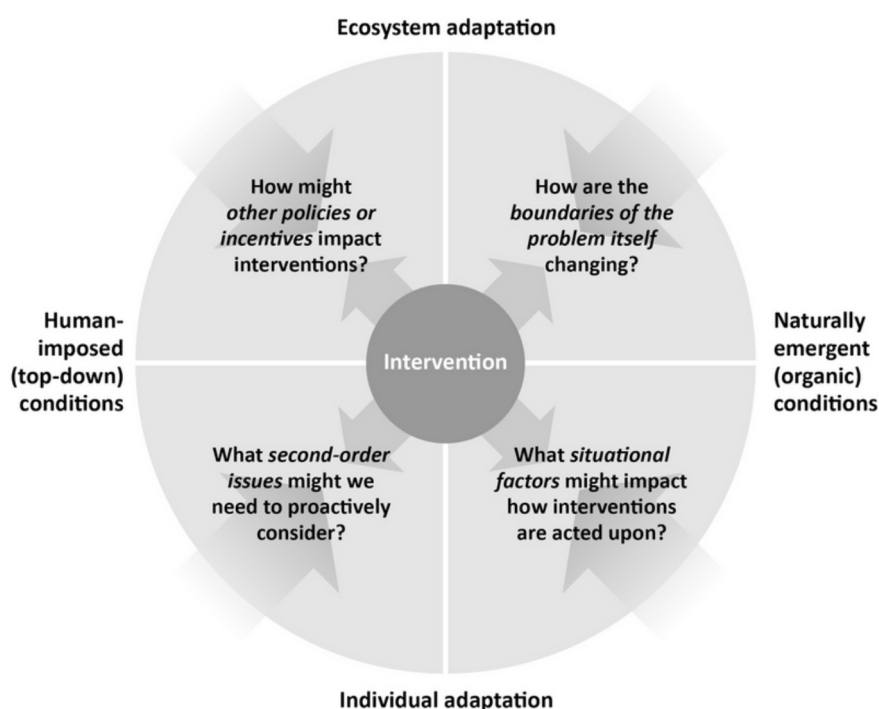 Ecosystem adaptation
How might
other policies or
incentives impact
interventions?
How are the
boundaries of the
problem itself
changing?
Human-
imposed
(top-down)
conditions
Intervention
Naturally
emergent
(organic)
conditions
What second-order
issues might we
need to proactively
consider?
What situational
factors might impact
how interventions
are acted upon?
Individual adaptation